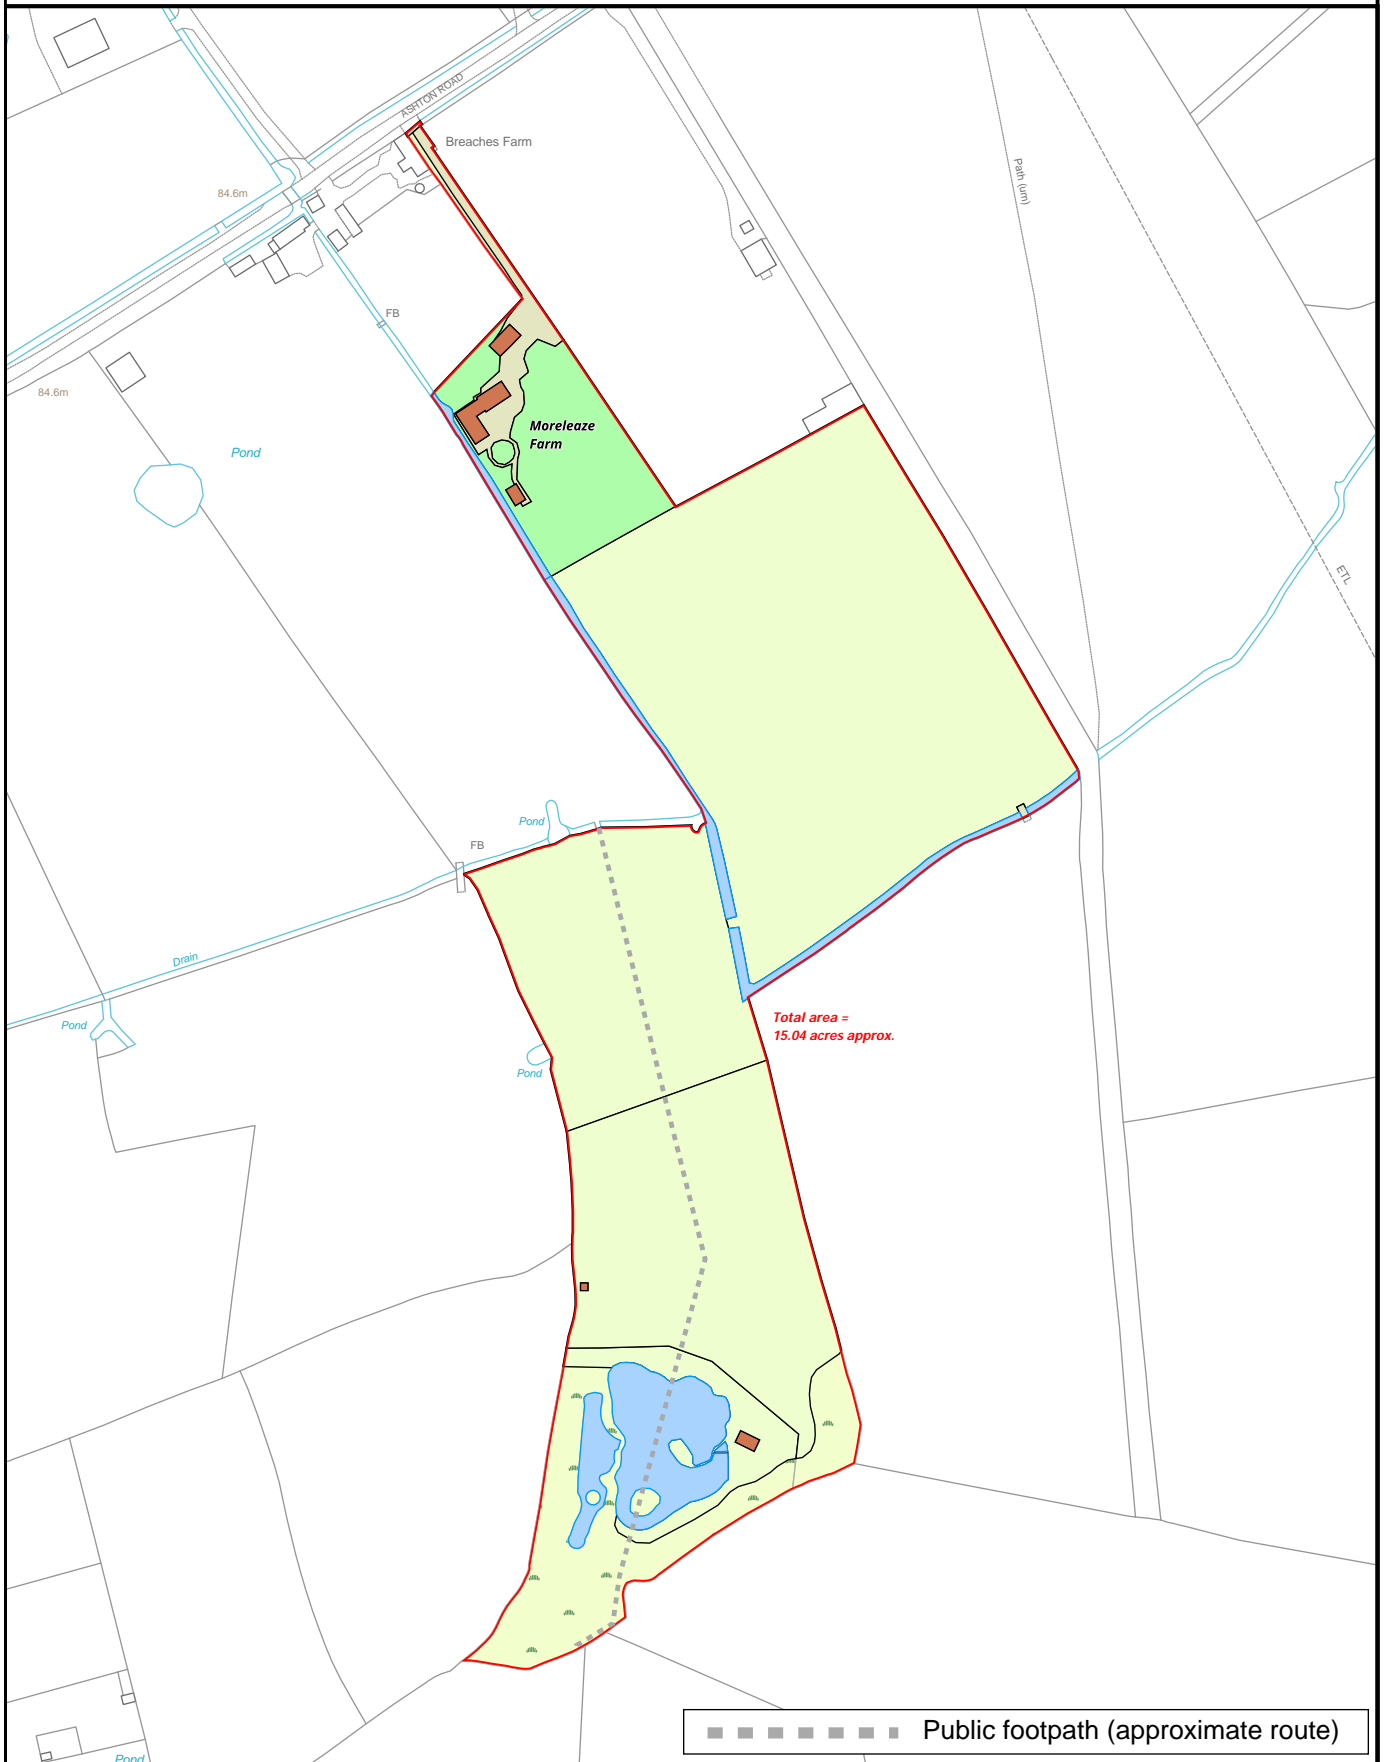 ASHTON ROAD
Breaches Farm
Path (um)
84.6m
FB
84.6m
Moreleaze
Farm
Pond
ETL
Pond
FB
Drain
Total area =
15.04 acres approx.
Pond
Pond
Public footpath (approximate route)
Pond